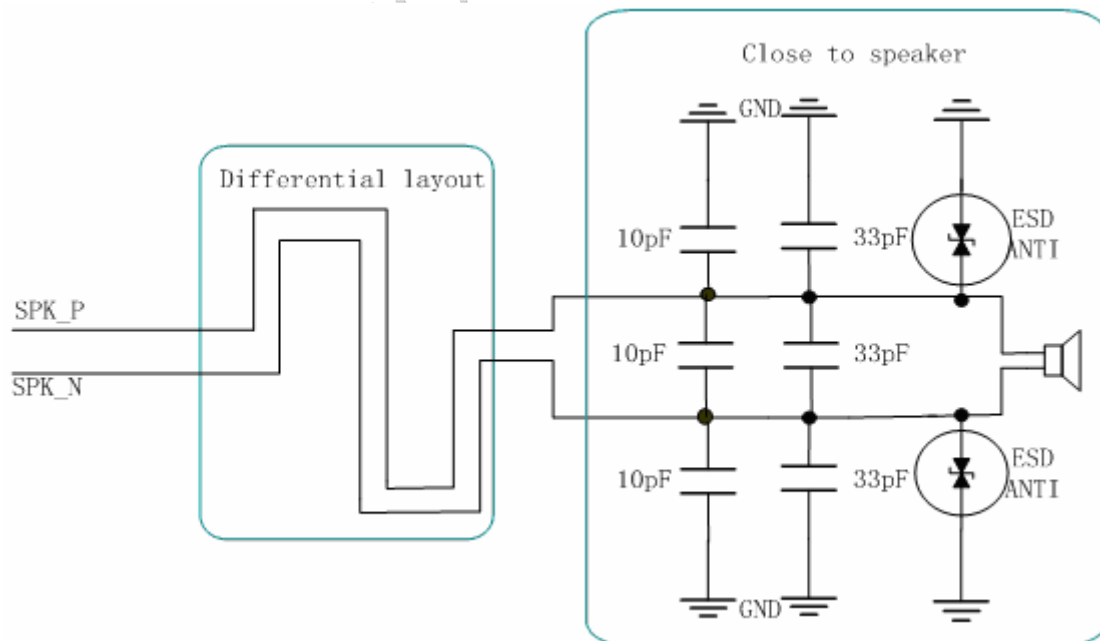 Close to speaker
GND
Differential layout
10pF
33pF
ESD
ANTI
SPK_P
10pF
33pF
SPK_N
10pF
33pF
ESD
ANTI
GND